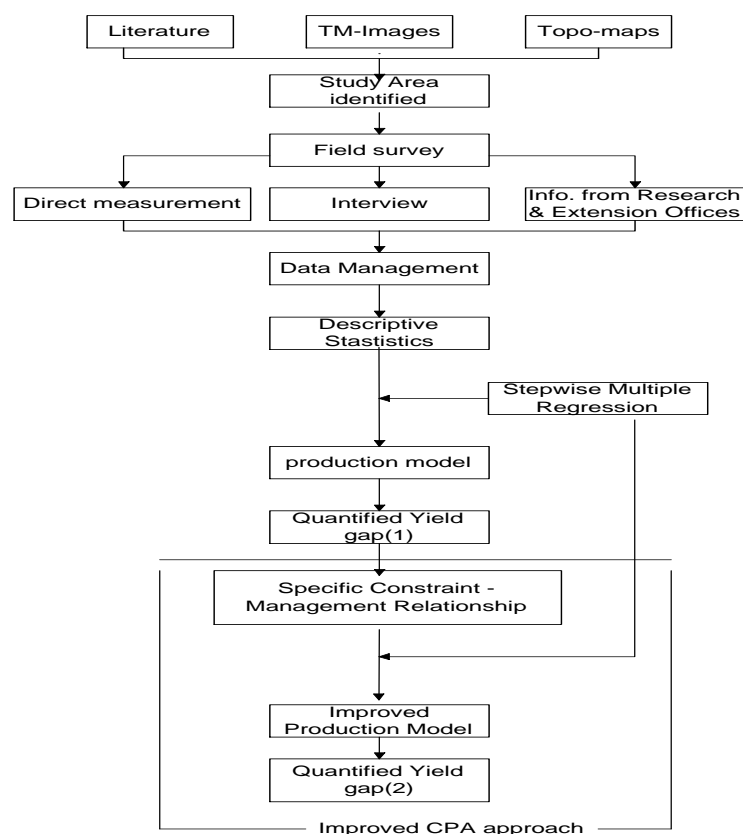 Literature
TM-Images
Topo-maps
Study Area
identified
Field survey
Direct measurement
Interview
Info. from Research
& Extension Offices
Data Management
Descriptive
Stastistics
Stepwise Multiple
Regression
production model
Quantified Yield
gap(1)
Specific Constraint -
Management Relationship
Improved
Production Model
Quantified Yield
gap(2)
Improved CPA approach